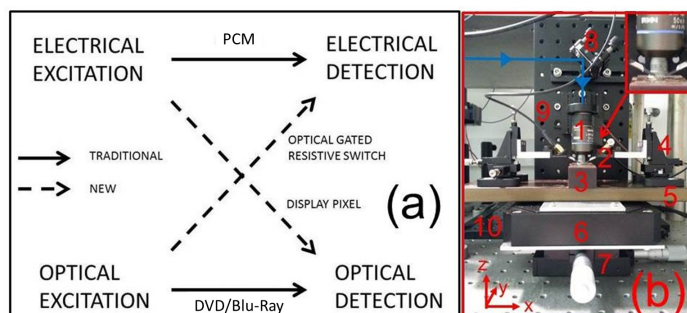 ELECTRICAL
EXCITATION
PCM
ELECTRICAL
DETECTION
TRADITIONAL
NEW
OPTICAL GATED
RESISTIVE SWITCH
DISPLAY PIXEL
(a)
OPTICAL
EXCITATION
DVD/Blu-Ray
OPTICAL
DETECTION
8
9
1
2
3
4
5
10
6
7
z
y
x
(b)